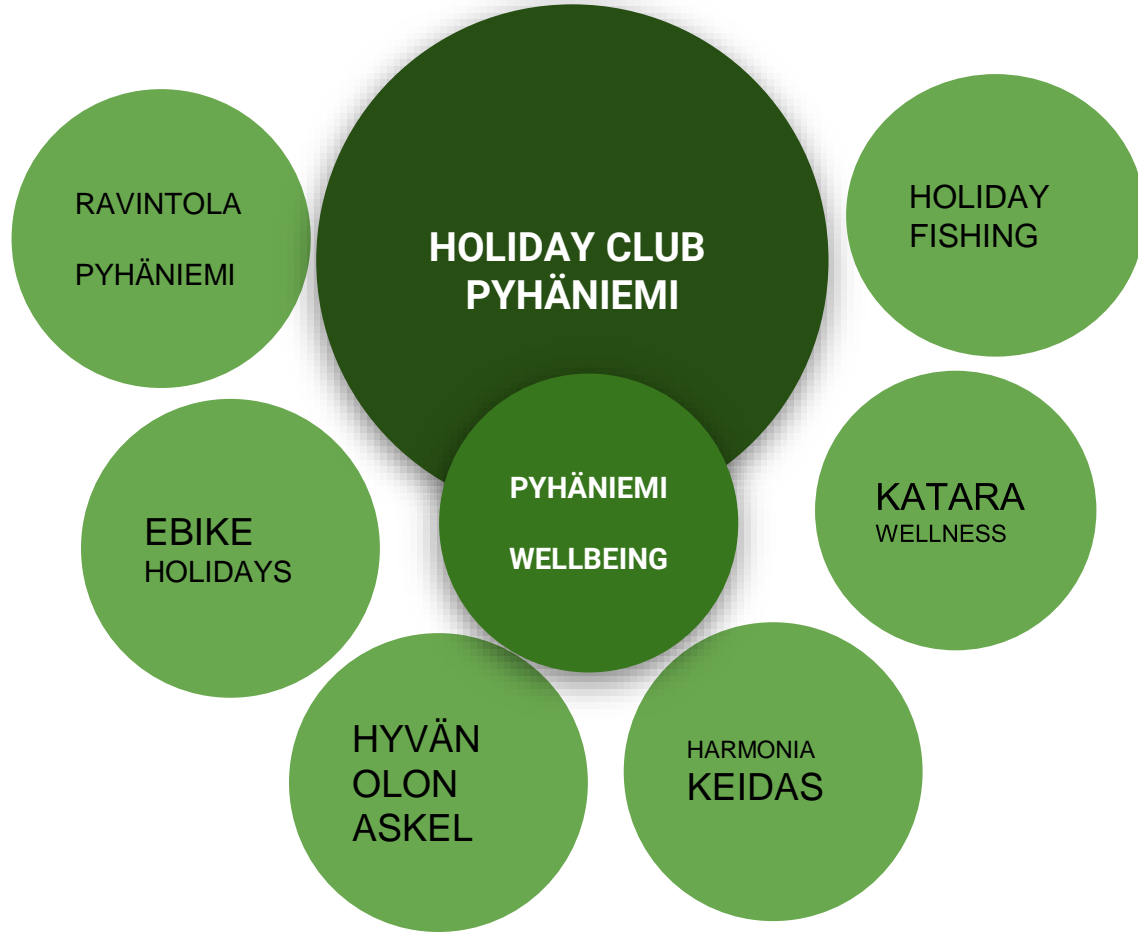 RAVINTOLA
PYHÄNIEMI
HOLIDAY CLUB
PYHÄNIEMI
HOLIDAY
FISHING
EBIKE
HOLIDAYS
PYHÄNIEMI
WELLBEING
KATARA
WELLNESS
HYVÄN
OLON
ASKEL
HARMONIA
KEIDAS